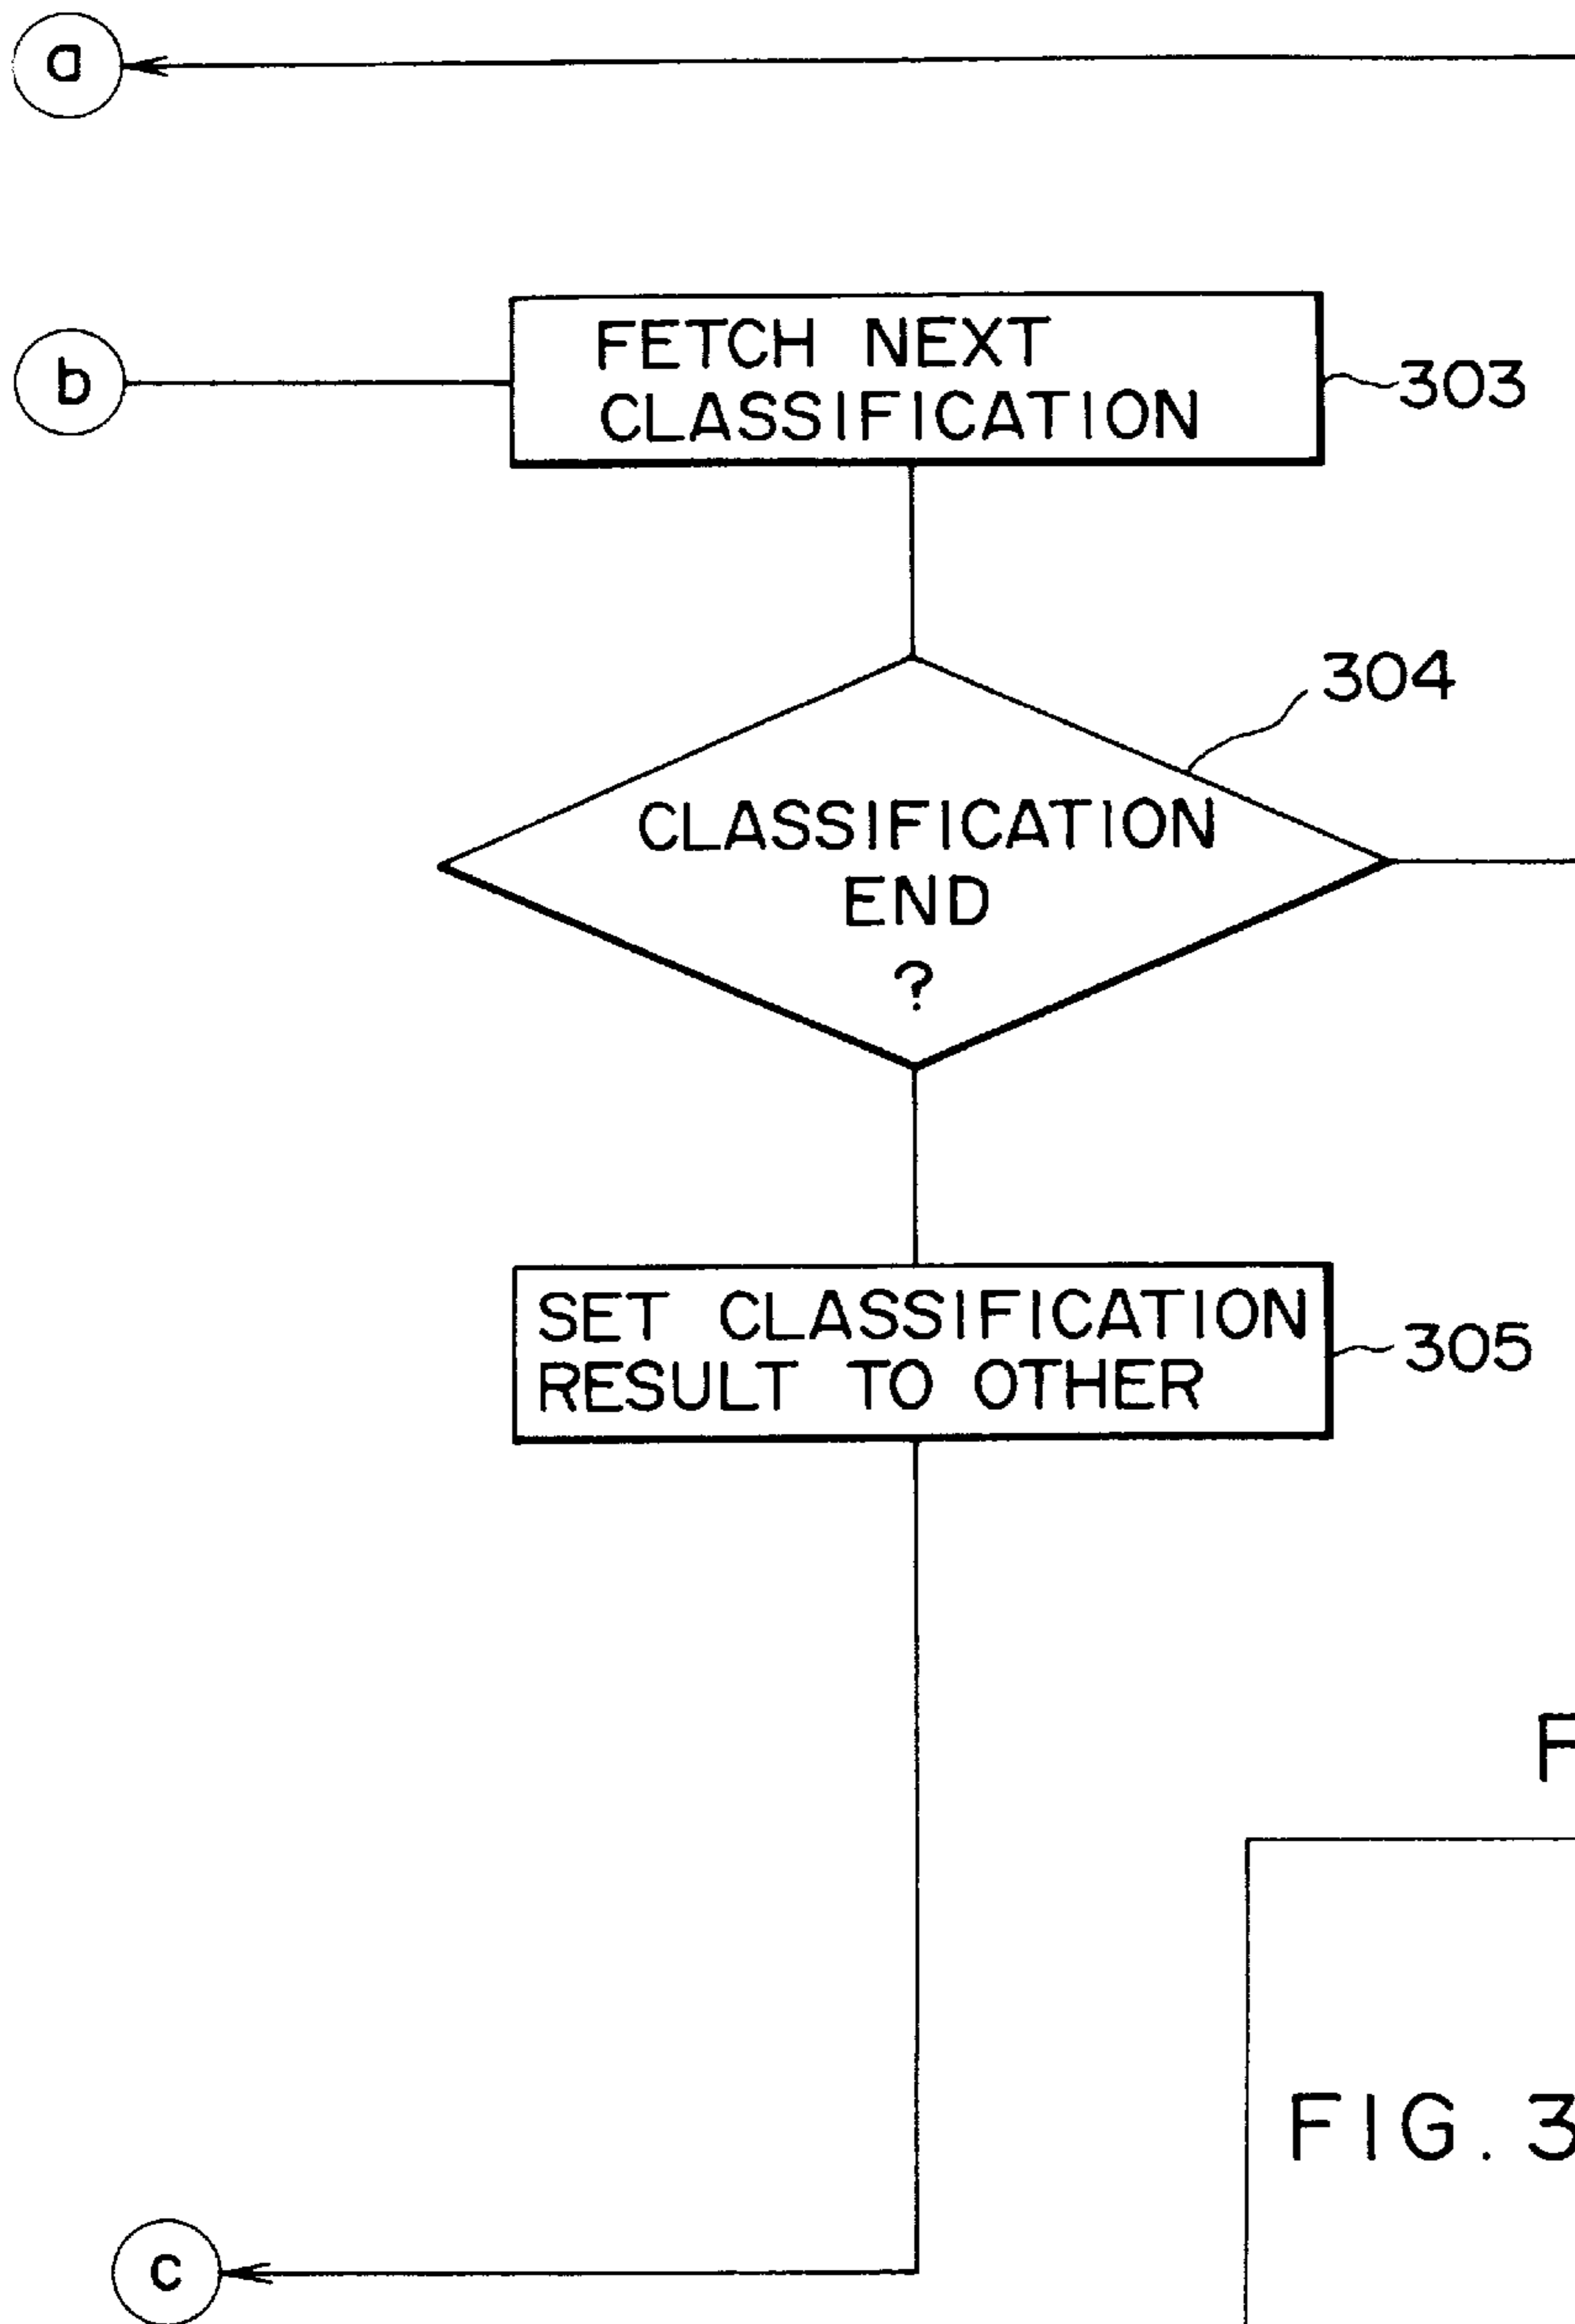 a
b
FETCH NEXT
CLASSIFICATION
303
304
CLASSIFICATION
END
?
SET CLASSIFICATION
RESULT TO OTHER
305
F
FIG. 3
c